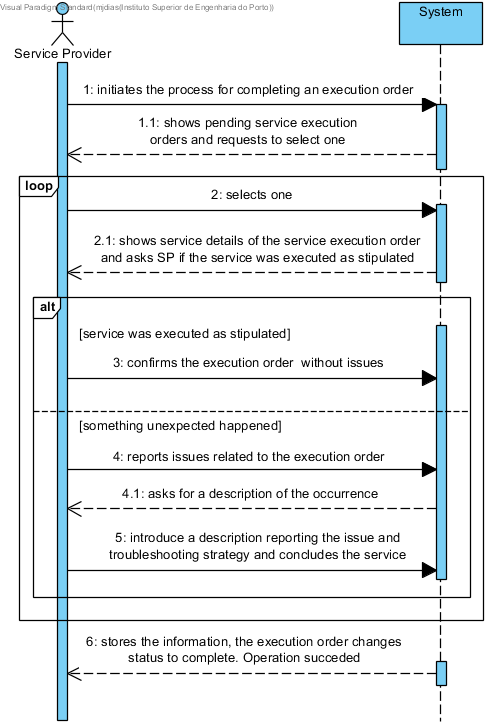 Visual Paradigm Standard(mjdias(Instituto Superior de Engenharia do Porto))
System
Service Provider
1: initiates the process for completing an execution order
1.1: shows pending service execution
orders and requests to select one
loop
2: selects one
2.1: shows service details of the service execution order
and asks SP if the service was executed as stipulated
alt
[service was executed as stipulated]
3: confirms the execution order without issues
[something unexpected happened]
4: reports issues related to the execution order
4.1: asks for a description of the occurrence
5: introduce a description reporting the issue and
troubleshooting strategy and concludes the service
6: stores the information, the execution order changes
status to complete. Operation succeded